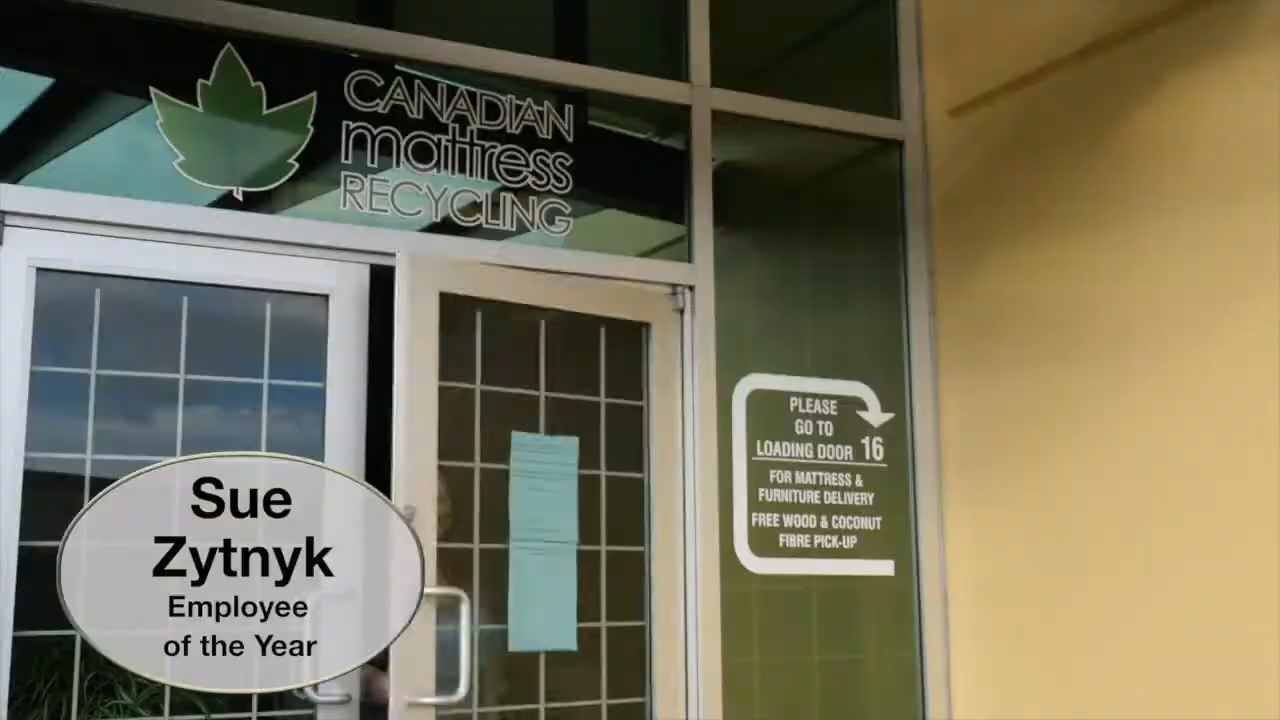 CANADIAN
mattress
RECYCLING
PLEASE
GO TO
LOADING DOOR 16
FOR MATTRESS &
FURNITURE DELIVERY
FREE WOOD & COCONUT
FIBRE PICK-UP
Sue
Zytnyk
Employee
of the Year